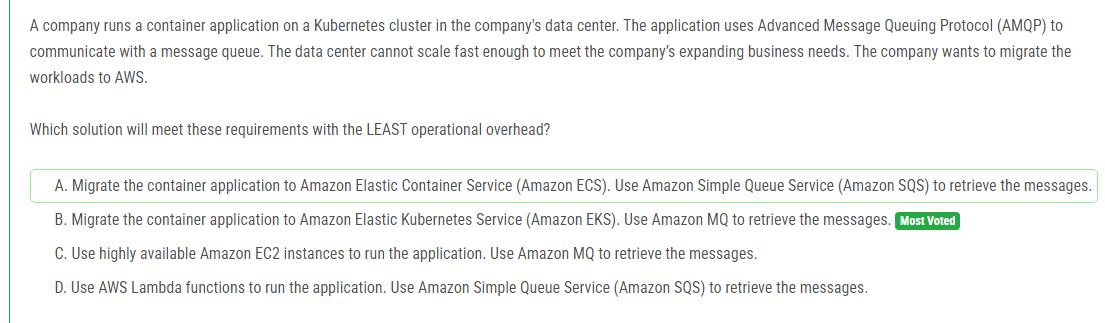 A company runs a container application on a Kubernetes cluster in the company's data center. The application uses Advanced Message Queuing Protocol (AMQP) to
communicate with a message queue. The data center cannot scale fast enough to meet the company's expanding business needs. The company wants to migrate the
workloads to AWS.
Which solution will meet these requirements with the LEAST operational overhead?
A. Migrate the container application to Amazon Elastic Container Service (Amazon ECS). Use Amazon Simple Queue Service (Amazon SQS) to retrieve the messages.
B. Migrate the container application to Amazon Elastic Kubernetes Service (Amazon EKS). Use Amazon MQ to retrieve the messages. Most Voted
C. Use highly available Amazon EC2 instances to run the application. Use Amazon MQ to retrieve the messages.
D. Use AWS Lambda functions to run the application. Use Amazon Simple Queue Service (Amazon SQS) to retrieve the messages.